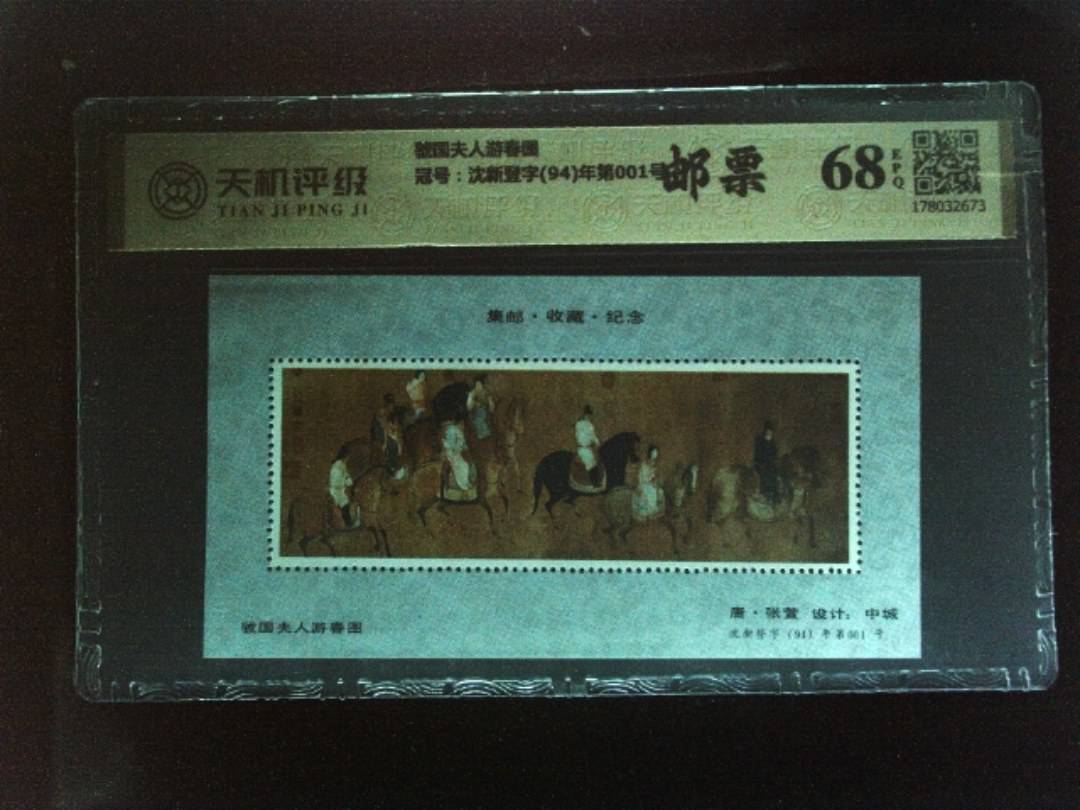 天机评级
TIAN JI PING JI
虢国夫人游春图
冠号：沈新登字(94)年第001号
邮票
68
EPQ
178032673
集邮·收藏·纪念
虢国夫人游春图
唐·张萱 设计：中城
沈新登字（94）年第001号